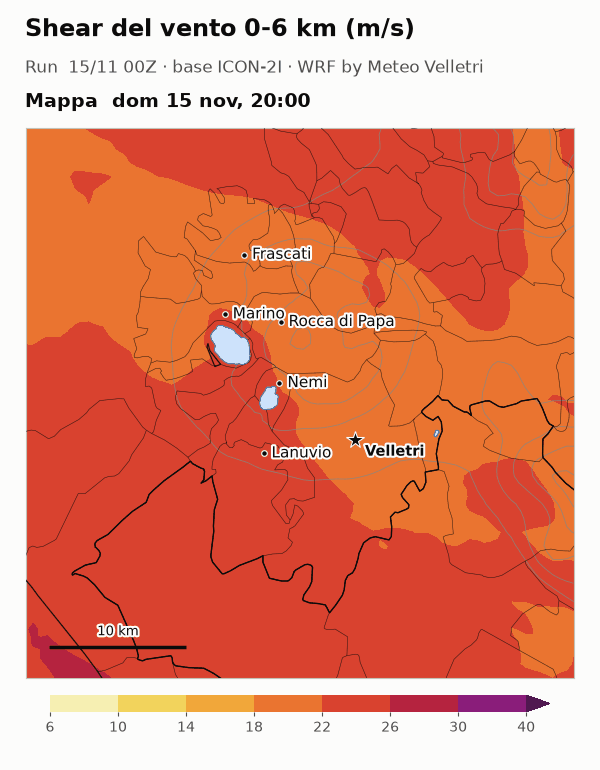 Shear del vento 0-6 km (m/s)
Run  15/11 00Z · base ICON-2I · WRF by Meteo Velletri
Mappa  dom 15 nov, 20:00
Frascati
Marino
Rocca di Papa
Nemi
Velletri
Lanuvio
10 km
6 10 14 18 22 26 30 40